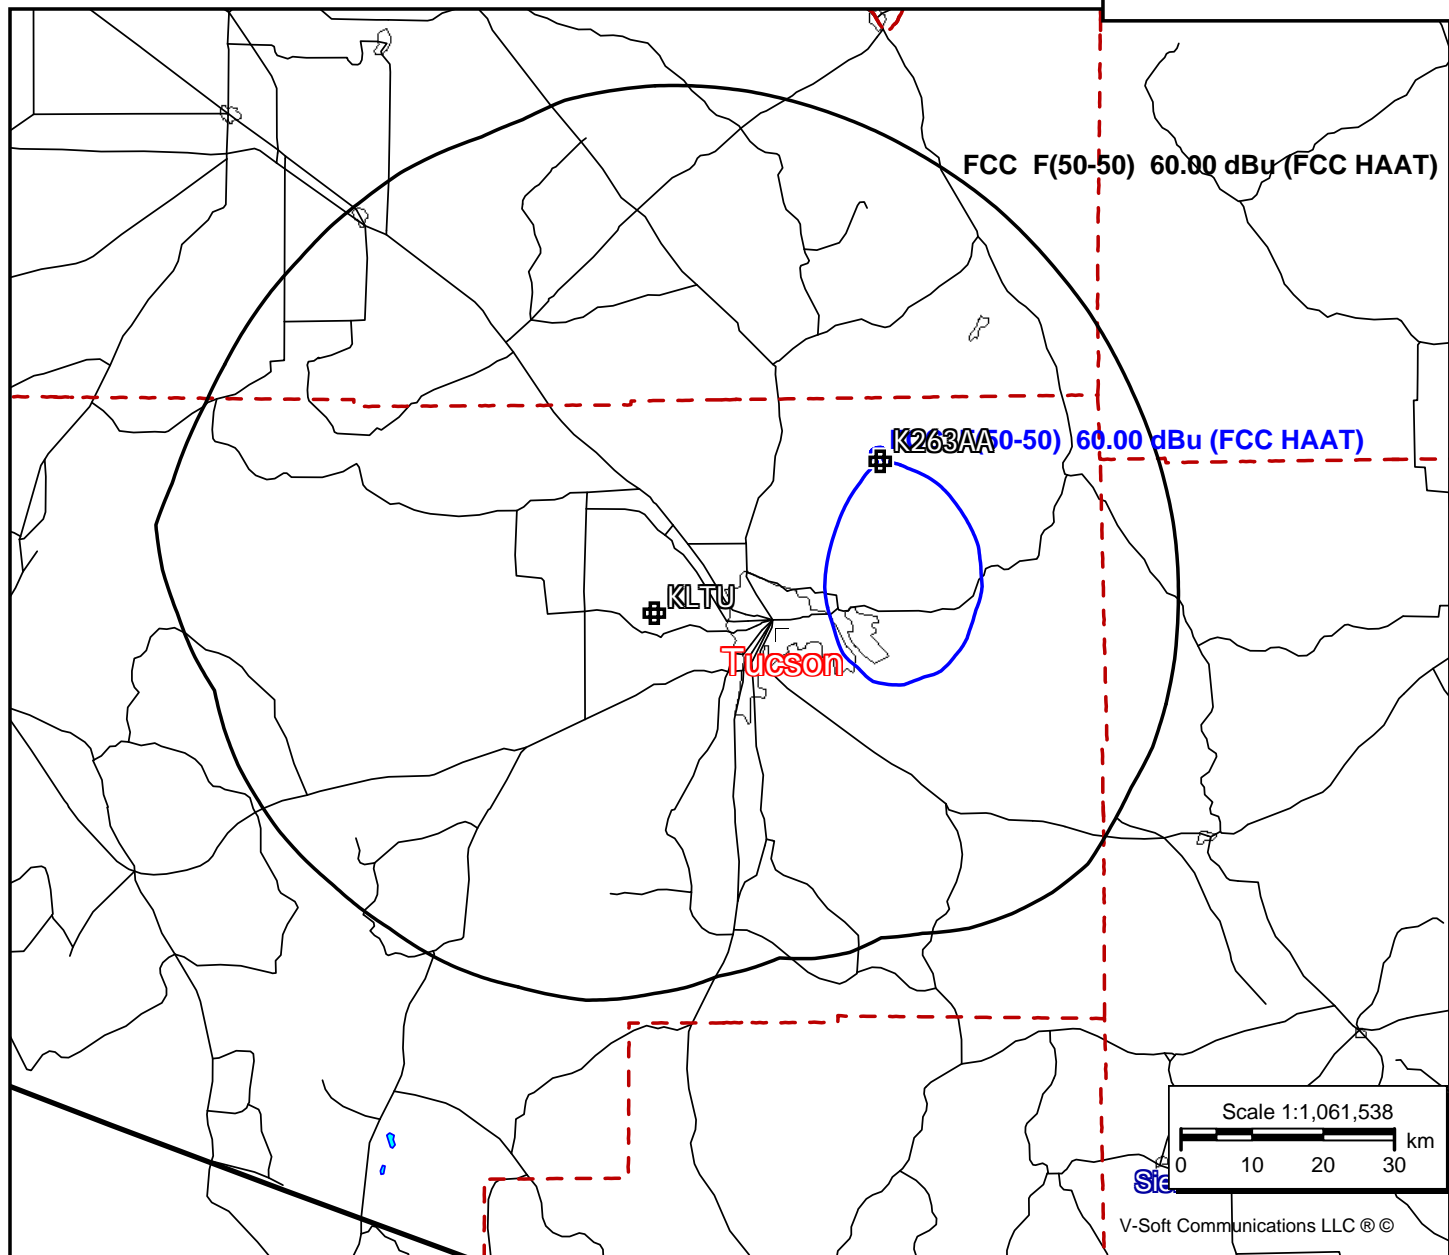 FCC F(50-50) 60.00 dBu (FCC HAAT)
50-50) 60.00 dBu (FCC HAAT)
K263AA
KLTU
Tucson
Scale 1:1,061,538
km
0 10 20 30
Sie
V-Soft Communications LLC ® ©